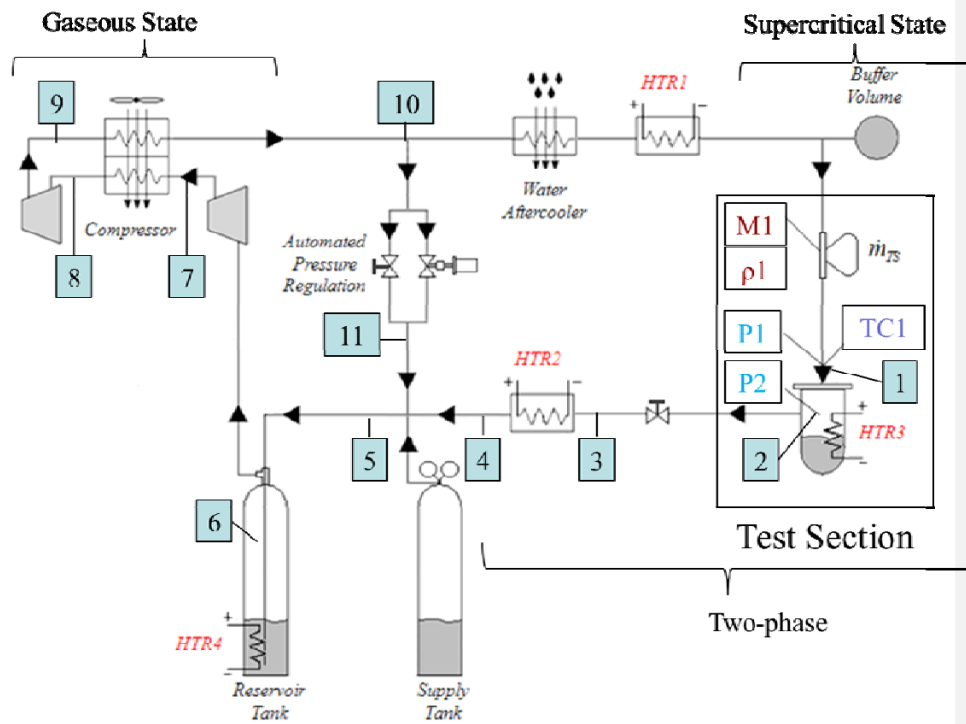 Gaseous State
Supercritical State
Buffer
Volume
HTR1
+ −
10
9
Water
Aftercooler
Compressor
8
7
Automated
Pressure
Regulation
M1
ρ1
ṁTS
P1
TC1
P2
1
11
HTR2
+ −
+
HTR3
−
2
5
4
3
6
Test Section
Two-phase
+
HTR4
−
Reservoir
Tank
Supply
Tank